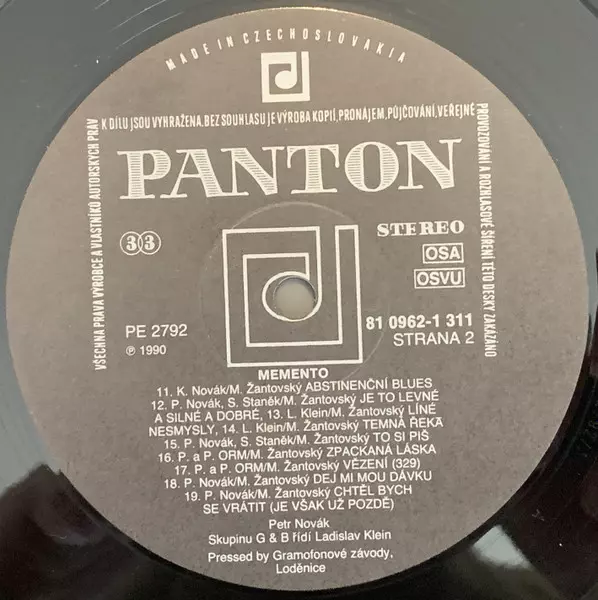 MADE IN CZECHOSLOVAKIA
VŠECHNA PRÁVA VÝROBCE A VLASTNÍKŮ AUTORSKÝCH PRÁV
K DÍLU JSOU VYHRAŽENA. BEZ SOUHLASU JE VÝROBA KOPIÍ, PRONÁJEM, PŮJČOVÁNÍ, VEŘEJNÉ
PROVOZOVÁNÍ A ROZHLASOVÉ ŠÍŘENÍ TÉTO DESKY ZAKÁZÁNO
PANTON
33
STEREO
OSA
OSVU
PE 2792
℗ 1990
81 0962-1 311
STRANA 2
MEMENTO
11. K. Novák/M. Žantovský ABSTINENČNÍ BLUES
12. P. Novák, S. Staněk/M. Žantovský JE TO LEVNÉ
A SILNÉ A DOBRÉ, 13. L. Klein/M. Žantovský LÍNÉ
NESMYSLY, 14. L. Klein/M. Žantovský TEMNÁ ŘEKA
15. P. Novák, S. Staněk/M. Žantovský TO SI PIŠ
16. P. a P. ORM/M. Žantovský ZPACKANÁ LÁSKA
17. P. a P. ORM/M. Žantovský VĚZENÍ (329)
18. P. Novák/M. Žantovský DEJ MI MOU DÁVKU
19. P. Novák/M. Žantovský CHTĚL BYCH
SE VRÁTIT (JE VŠAK UŽ POZDĚ)
Petr Novák
Skupinu G & B řídí Ladislav Klein
Pressed by Gramofonové závody,
Loděnice